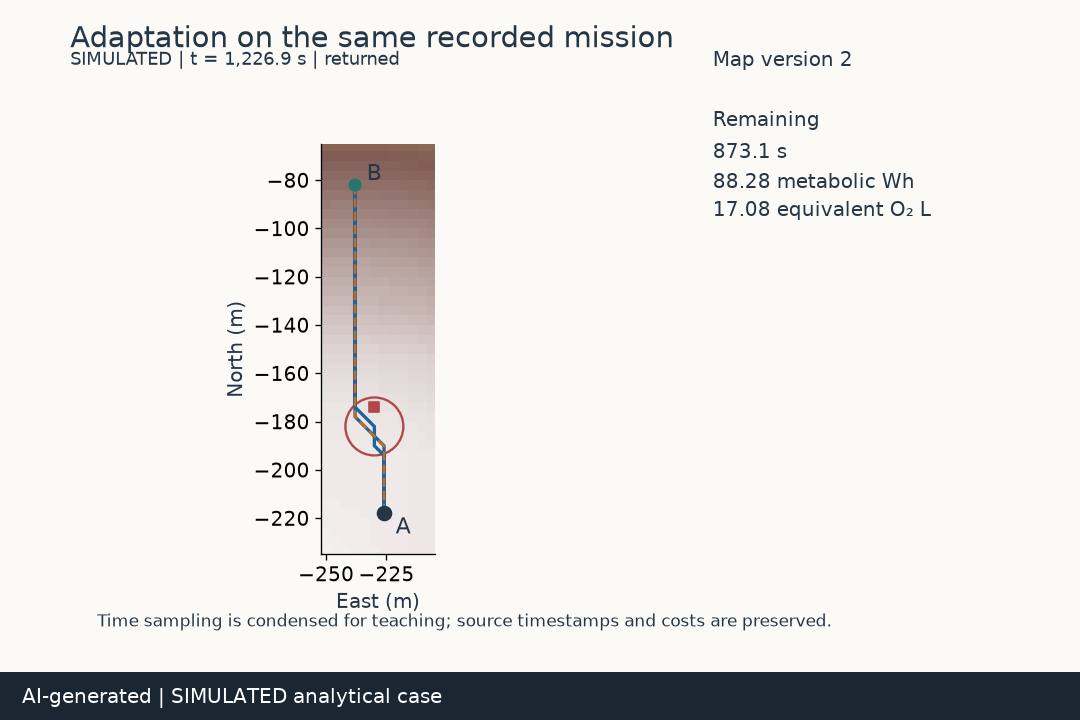 Adaptation on the same recorded mission
SIMULATED | t = 1,226.9 s | returned
Map version 2
Remaining
873.1 s
88.28 metabolic Wh
17.08 equivalent O₂ L
B
A
−80
−100
−120
−140
−160
−180
−200
−220
North (m)
−250 −225
East (m)
Time sampling is condensed for teaching; source timestamps and costs are preserved.
AI-generated | SIMULATED analytical case